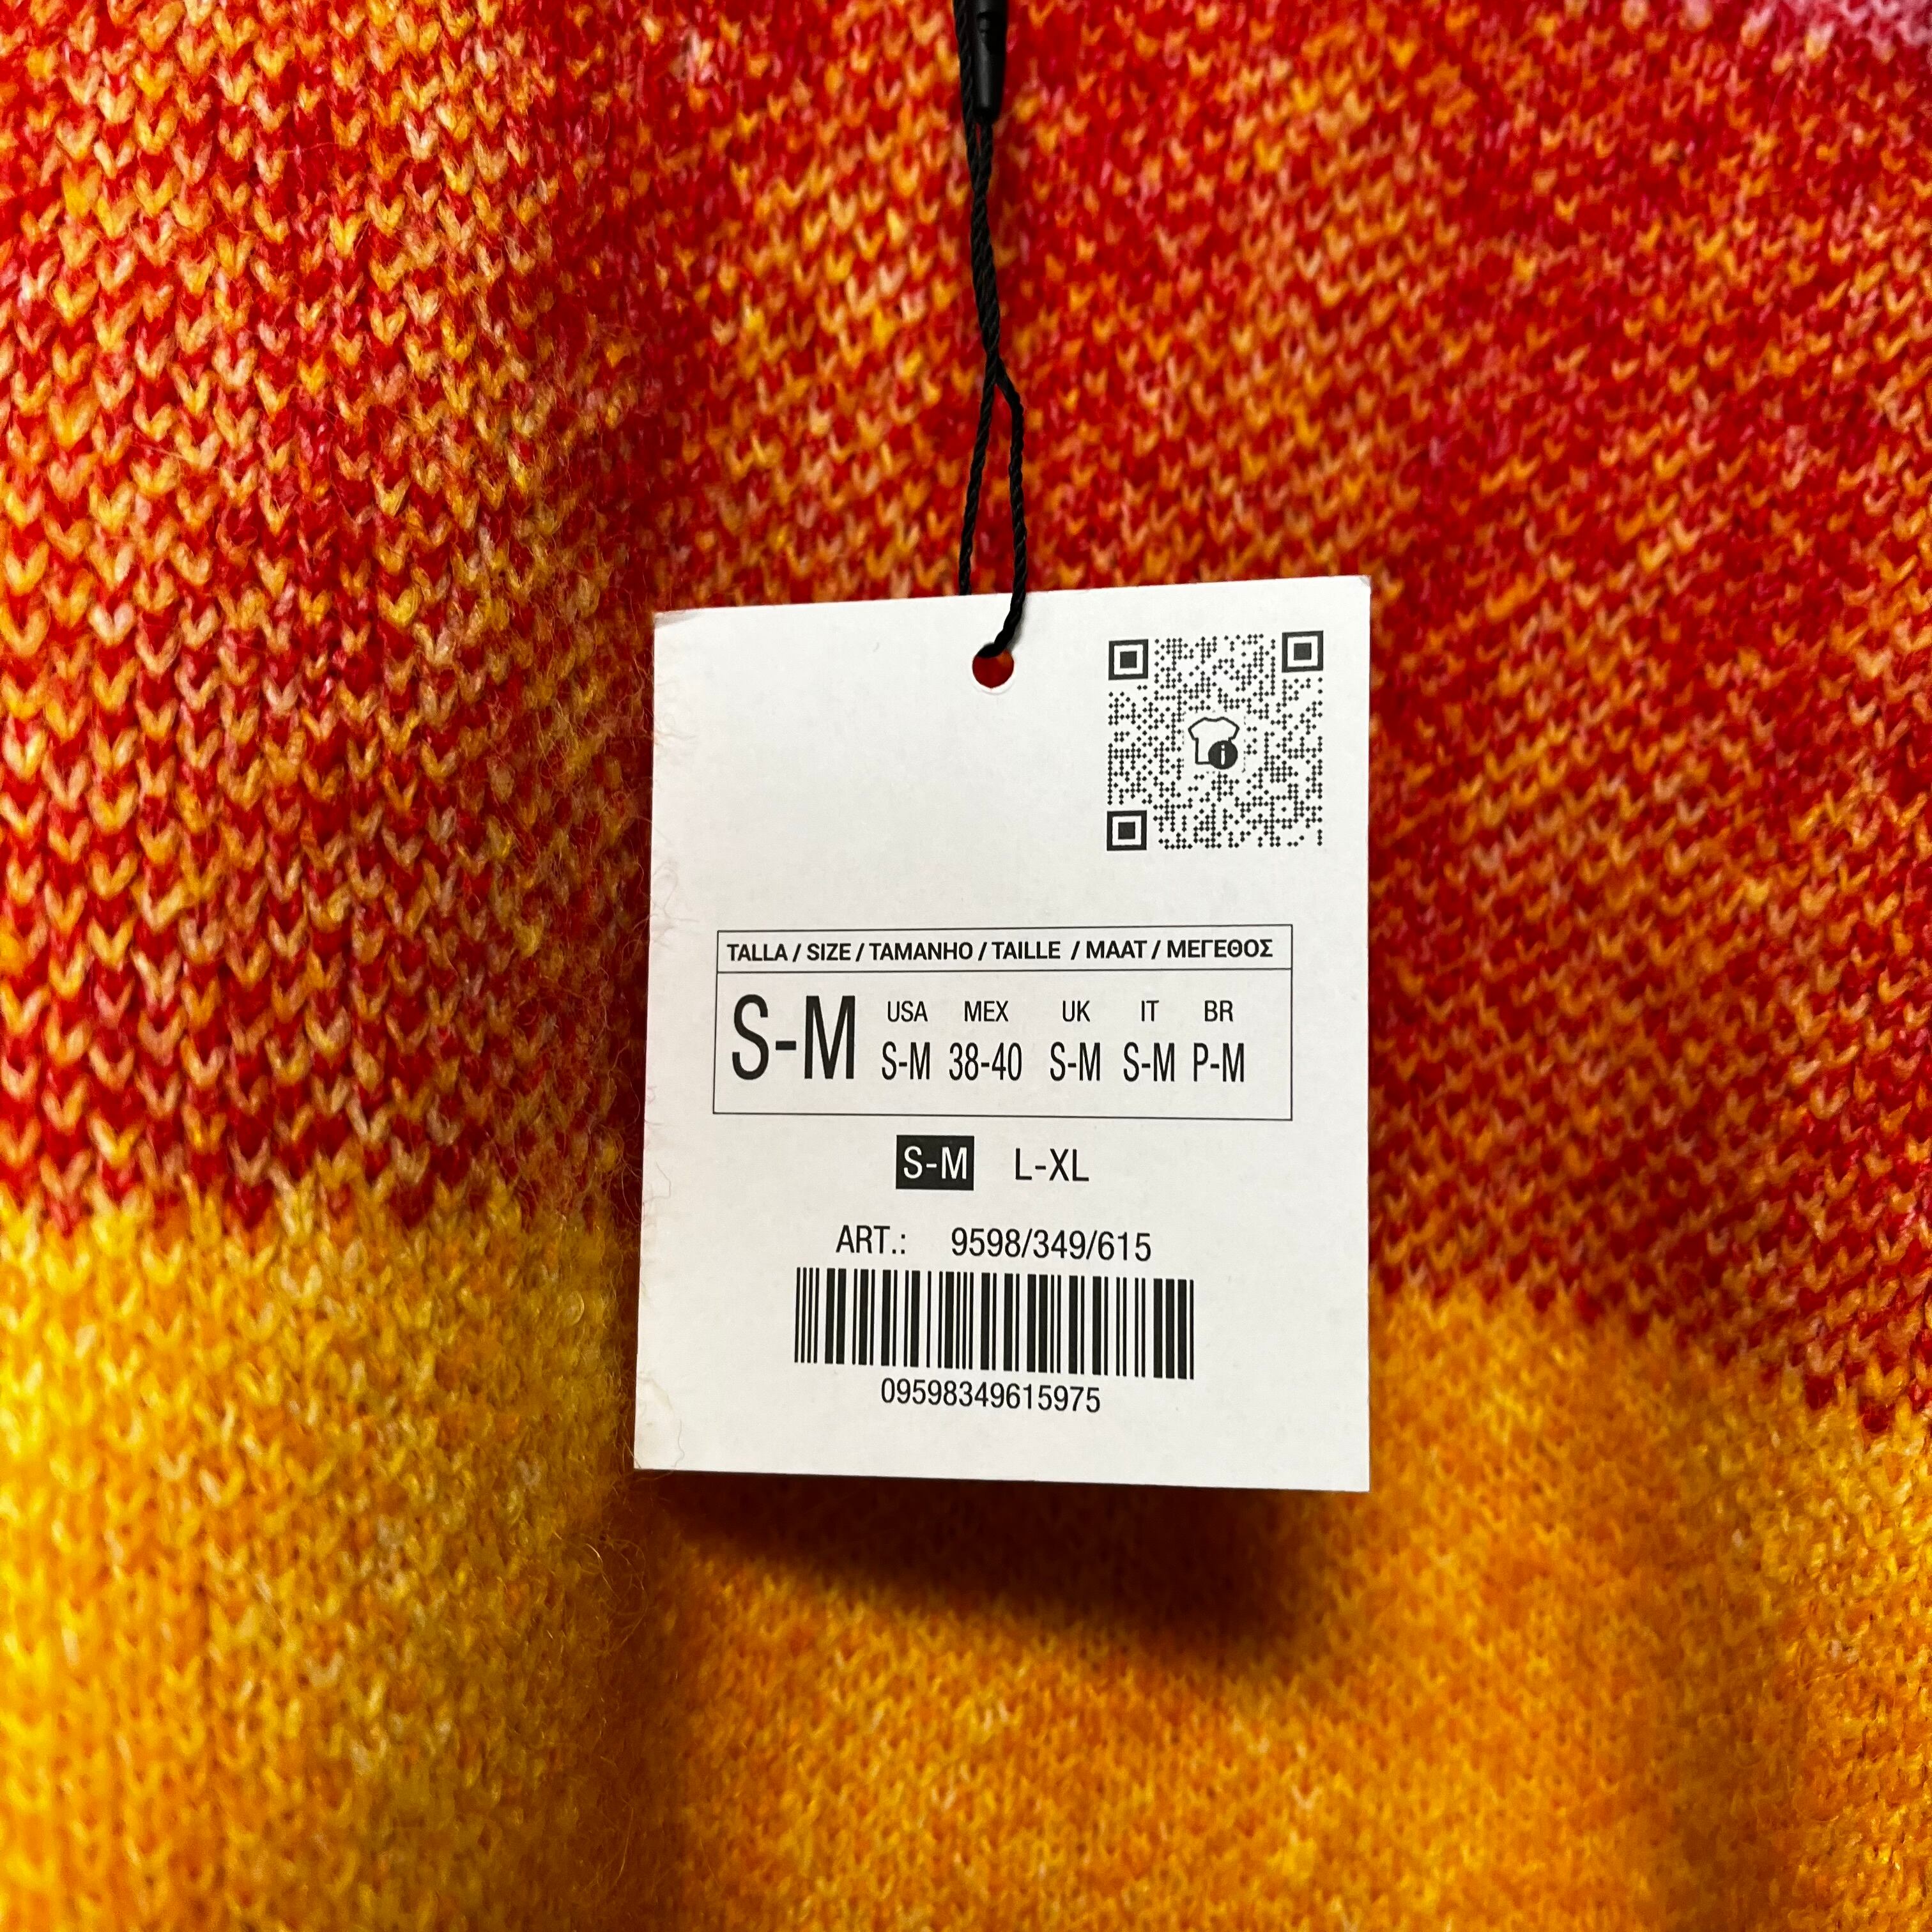 TALLA / SIZE / TAMANHO / TAILLE / MAAT / ΜΕΓΕΘΟΣ
S-M
USA MEX UK IT BR
S-M 38-40 S-M S-M P-M
S-M L-XL
ART.: 9598/349/615
09598349615975